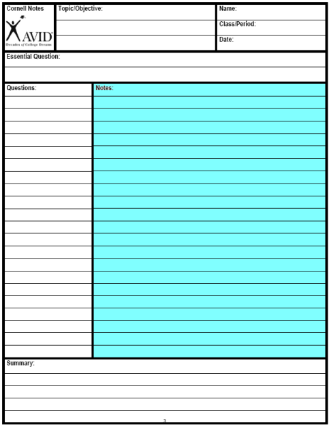 Cornell Notes
Topic/Objective:
Name:
AVID
Class/Period:
Date:
Essential Question:
Questions:
Notes:
Summary: